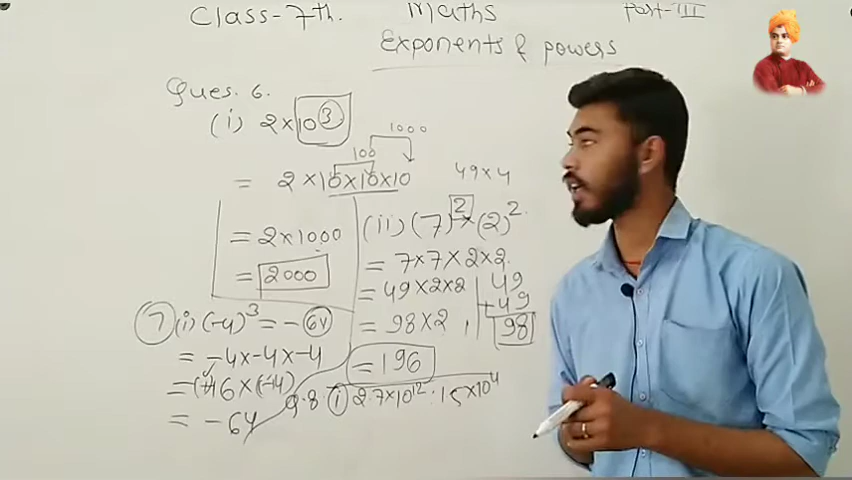 Class-7th. Maths Part-III
Exponents & powers
Ques. 6.
(i) 2×10³
100 1000
= 2×10×10×10
= 2×1000
= 2000
49×4
(ii) (7)²×(2)²
= 7×7×2×2
= 49×2×2
= 98×2
= 196
49
+49
98
7 (i) (-4)³ = -64
= -4×-4×-4
= (+16×(-4)
= -64
Q.8. (i) 2.7×10¹² : 1.5×10⁴